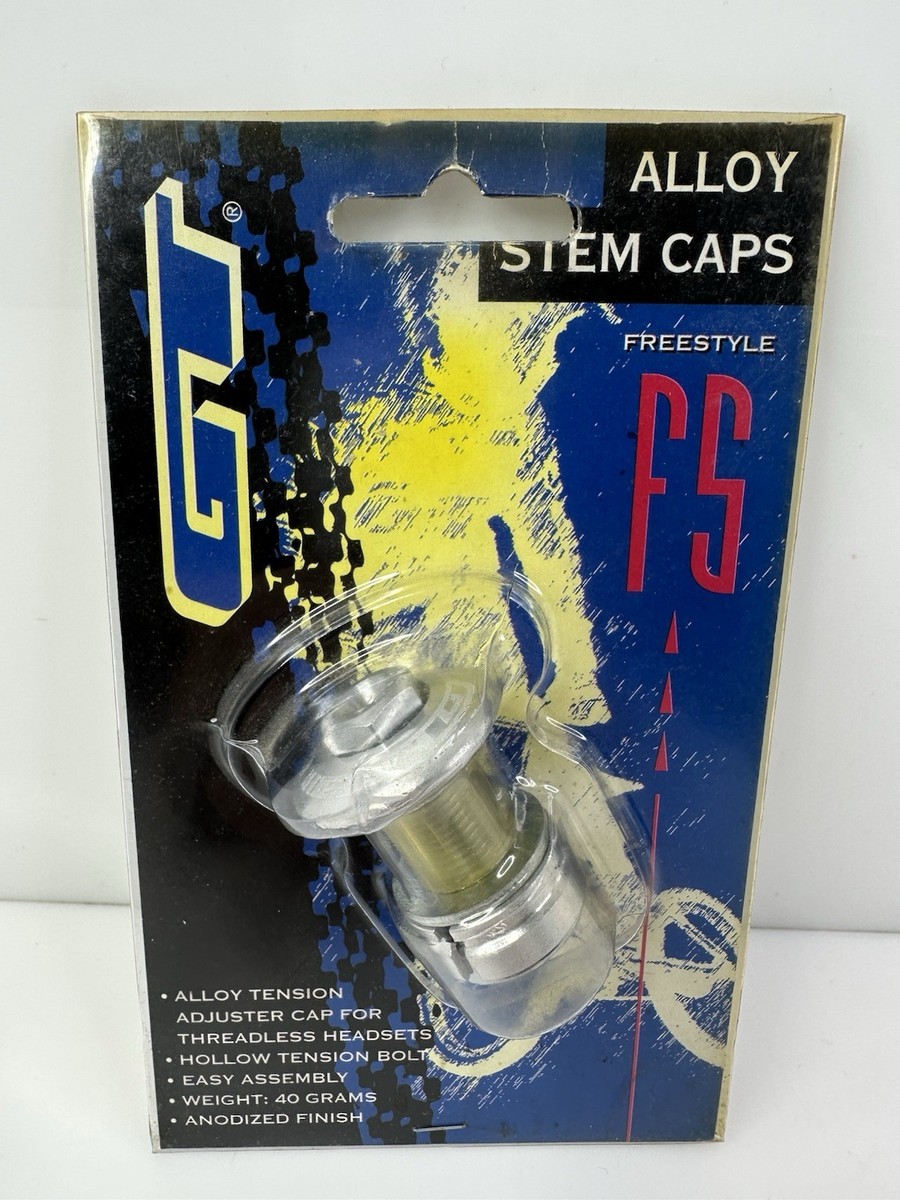 GT®
ALLOY
STEM CAPS
FREESTYLE
FS
• ALLOY TENSION
ADJUSTER CAP FOR
THREADLESS HEADSETS
• HOLLOW TENSION BOLT
• EASY ASSEMBLY
• WEIGHT: 40 GRAMS
• ANODIZED FINISH